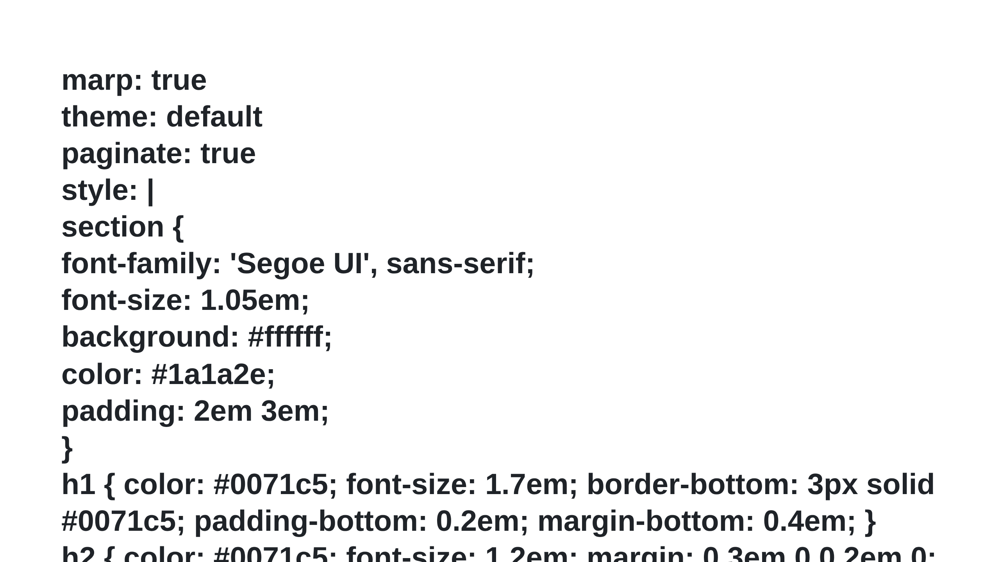 marp: true
theme: default
paginate: true
style: |
section {
font-family: 'Segoe UI', sans-serif;
font-size: 1.05em;
background: #ffffff;
color: #1a1a2e;
padding: 2em 3em;
}
h1 { color: #0071c5; font-size: 1.7em; border-bottom: 3px solid
#0071c5; padding-bottom: 0.2em; margin-bottom: 0.4em; }
h2 { color: #0071c5; font-size: 1.2em; margin: 0.3em 0 0.2em 0;